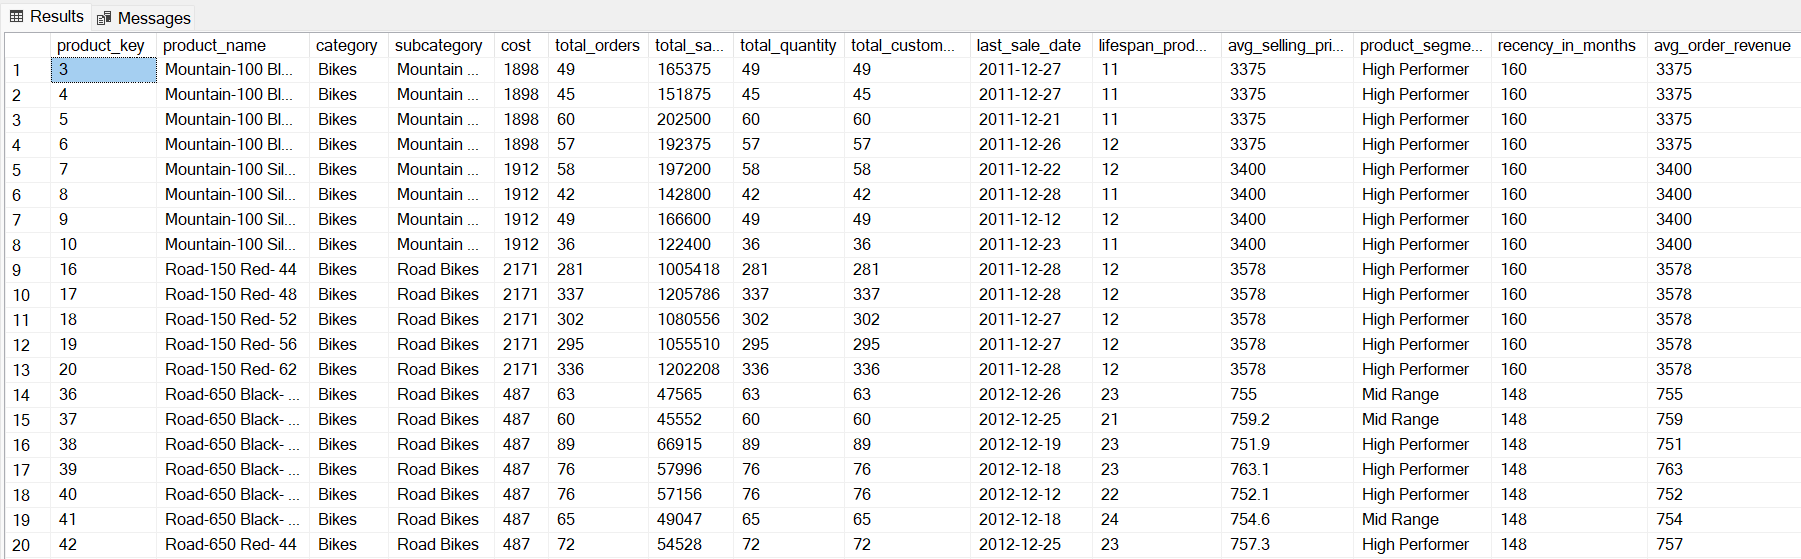 Results Messages
product_key product_name category subcategory cost total_orders total_sa... total_quantity total_custom... last_sale_date lifespan_prod... avg_selling_pri... product_segme... recency_in_months avg_order_revenue
1 3 Mountain-100 Bl... Bikes Mountain ... 1898 49 165375 49 49 2011-12-27 11 3375 High Performer 160 3375
2 4 Mountain-100 Bl... Bikes Mountain ... 1898 45 151875 45 45 2011-12-27 11 3375 High Performer 160 3375
3 5 Mountain-100 Bl... Bikes Mountain ... 1898 60 202500 60 60 2011-12-21 11 3375 High Performer 160 3375
4 6 Mountain-100 Bl... Bikes Mountain ... 1898 57 192375 57 57 2011-12-26 12 3375 High Performer 160 3375
5 7 Mountain-100 Sil... Bikes Mountain ... 1912 58 197200 58 58 2011-12-22 12 3400 High Performer 160 3400
6 8 Mountain-100 Sil... Bikes Mountain ... 1912 42 142800 42 42 2011-12-28 11 3400 High Performer 160 3400
7 9 Mountain-100 Sil... Bikes Mountain ... 1912 49 166600 49 49 2011-12-12 12 3400 High Performer 160 3400
8 10 Mountain-100 Sil... Bikes Mountain ... 1912 36 122400 36 36 2011-12-23 11 3400 High Performer 160 3400
9 16 Road-150 Red- 44 Bikes Road Bikes 2171 281 1005418 281 281 2011-12-28 12 3578 High Performer 160 3578
10 17 Road-150 Red- 48 Bikes Road Bikes 2171 337 1205786 337 337 2011-12-28 12 3578 High Performer 160 3578
11 18 Road-150 Red- 52 Bikes Road Bikes 2171 302 1080556 302 302 2011-12-27 12 3578 High Performer 160 3578
12 19 Road-150 Red- 56 Bikes Road Bikes 2171 295 1055510 295 295 2011-12-27 12 3578 High Performer 160 3578
13 20 Road-150 Red- 62 Bikes Road Bikes 2171 336 1202208 336 336 2011-12-28 12 3578 High Performer 160 3578
14 36 Road-650 Black- ... Bikes Road Bikes 487 63 47565 63 63 2012-12-26 23 755 Mid Range 148 755
15 37 Road-650 Black- ... Bikes Road Bikes 487 60 45552 60 60 2012-12-25 21 759.2 Mid Range 148 759
16 38 Road-650 Black- ... Bikes Road Bikes 487 89 66915 89 89 2012-12-19 23 751.9 High Performer 148 751
17 39 Road-650 Black- ... Bikes Road Bikes 487 76 57996 76 76 2012-12-18 23 763.1 High Performer 148 763
18 40 Road-650 Black- ... Bikes Road Bikes 487 76 57156 76 76 2012-12-12 22 752.1 High Performer 148 752
19 41 Road-650 Black- ... Bikes Road Bikes 487 65 49047 65 65 2012-12-18 24 754.6 Mid Range 148 754
20 42 Road-650 Red- 44 Bikes Road Bikes 487 72 54528 72 72 2012-12-25 23 757.3 High Performer 148 757